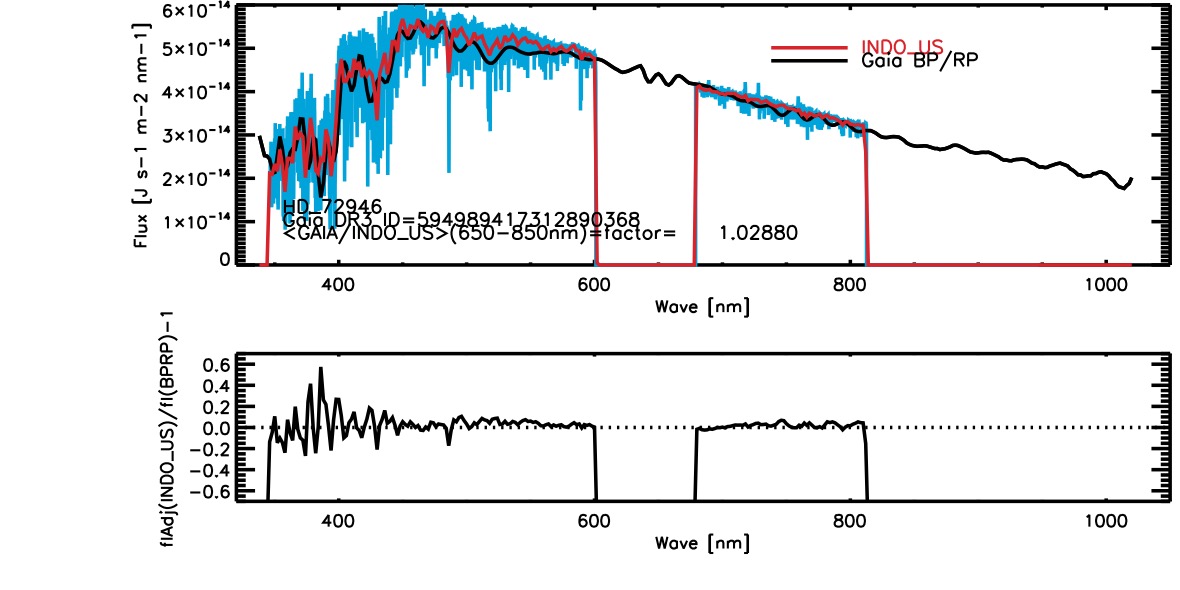 6×10-14
5×10-14
4×10-14
3×10-14
2×10-14
1×10-14
0
Flux [J s-1 m-2 nm-1]
INDO_US
Gaia BP/RP
HD_72946
Gaia DR3 ID=594989417312890368
<GAIA/INDO_US>(650-850nm)=factor= 1.02880
400 600 800 1000
Wave [nm]
flAdj(INDO_US)/fl(BPRP)-1
0.6
0.4
0.2
0.0
-0.2
-0.4
-0.6
400 600 800 1000
Wave [nm]